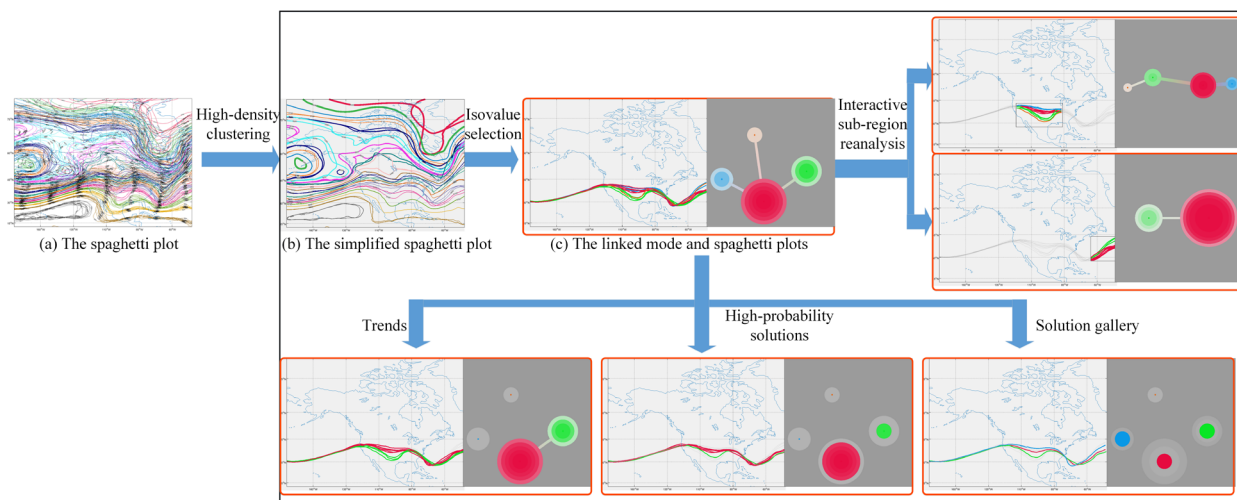 High-density
clustering
Isovalue
selection
Interactive
sub-region
reanalysis
(a) The spaghetti plot
(b) The simplified spaghetti plot
(c) The linked mode and spaghetti plots
Trends
High-probability
solutions
Solution gallery